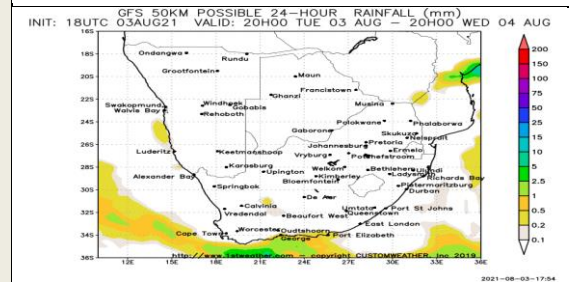 GFS 50KM POSSIBLE 24-HOUR RAINFALL (mm)
INIT: 18UTC 03AUG21 VALID: 20H00 TUE 03 AUG - 20H00 WED 04 AUG
16S
18S
20S
22S
24S
26S
28S
30S
32S
34S
36S
Ondangwa
Rundu
Grootfontein
Maun
Francistown
Ghanzi
Musina
Swakopmund
Windhoek
Gobabis
Walvis Bay
Rehoboth
Polokwane
Phalaborwa
Gaborone
Skukuza
Nelspruit
Johannesburg
Pretoria
Ermelo
Luderitz
Keetmanshoop
Vryburg
Potchefstroom
Karasburg
Upington
Welkom
Bethlehem
Ulundi
Ladysmith
Alexander Bay
Kimberley
Richards Bay
Bloemfontein
Pietermaritzburg
Springbok
Durban
De Aar
Calvinia
Umtata
Port St Johns
Vredendal
Beaufort West
Queenstown
East London
Worcester
Oudtshoorn
Cape Town
George
Port Elizabeth
http://www.1stweather.com - copyright CUSTOMWEATHER, inc 2019
12E 15E 18E 21E 24E 27E 30E 33E 36E
200
150
100
75
50
25
15
10
5
2.5
1
0.5
0.2
0.1
2021-08-03-17:54